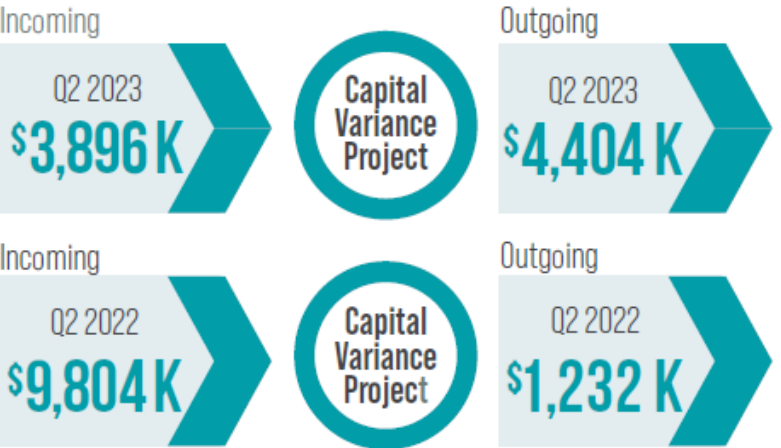 Incoming
Q2 2023
$3,896 K
Capital
Variance
Project
Outgoing
Q2 2023
$4,404 K
Incoming
Q2 2022
$9,804 K
Capital
Variance
Project
Outgoing
Q2 2022
$1,232 K